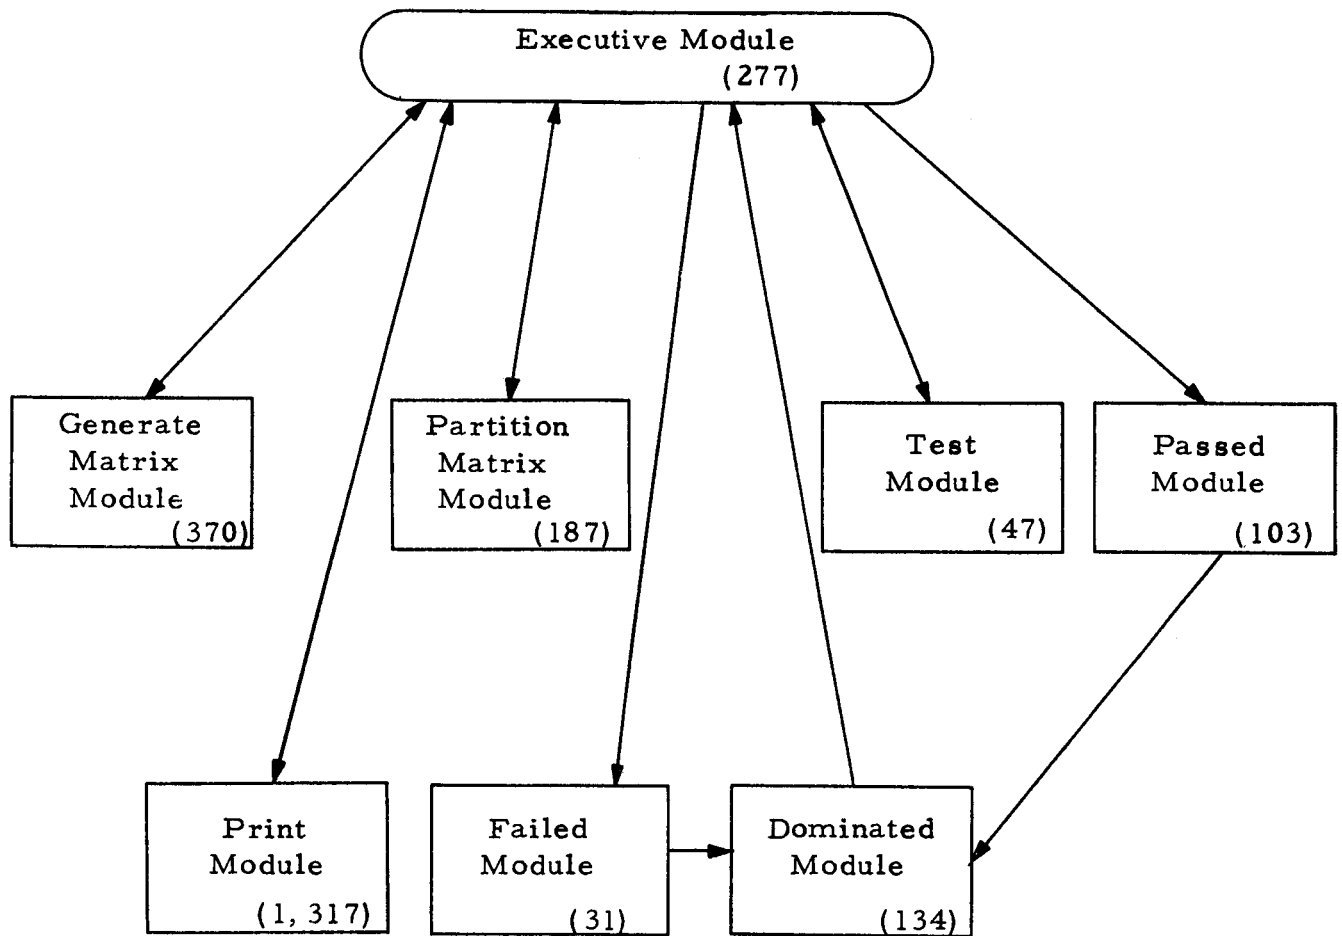 Executive Module
(277)
Generate
Matrix
Module
(370)
Partition
Matrix
Module
(187)
Test
Module
(47)
Passed
Module
(103)
Print
Module
(1, 317)
Failed
Module
(31)
Dominated
Module
(134)